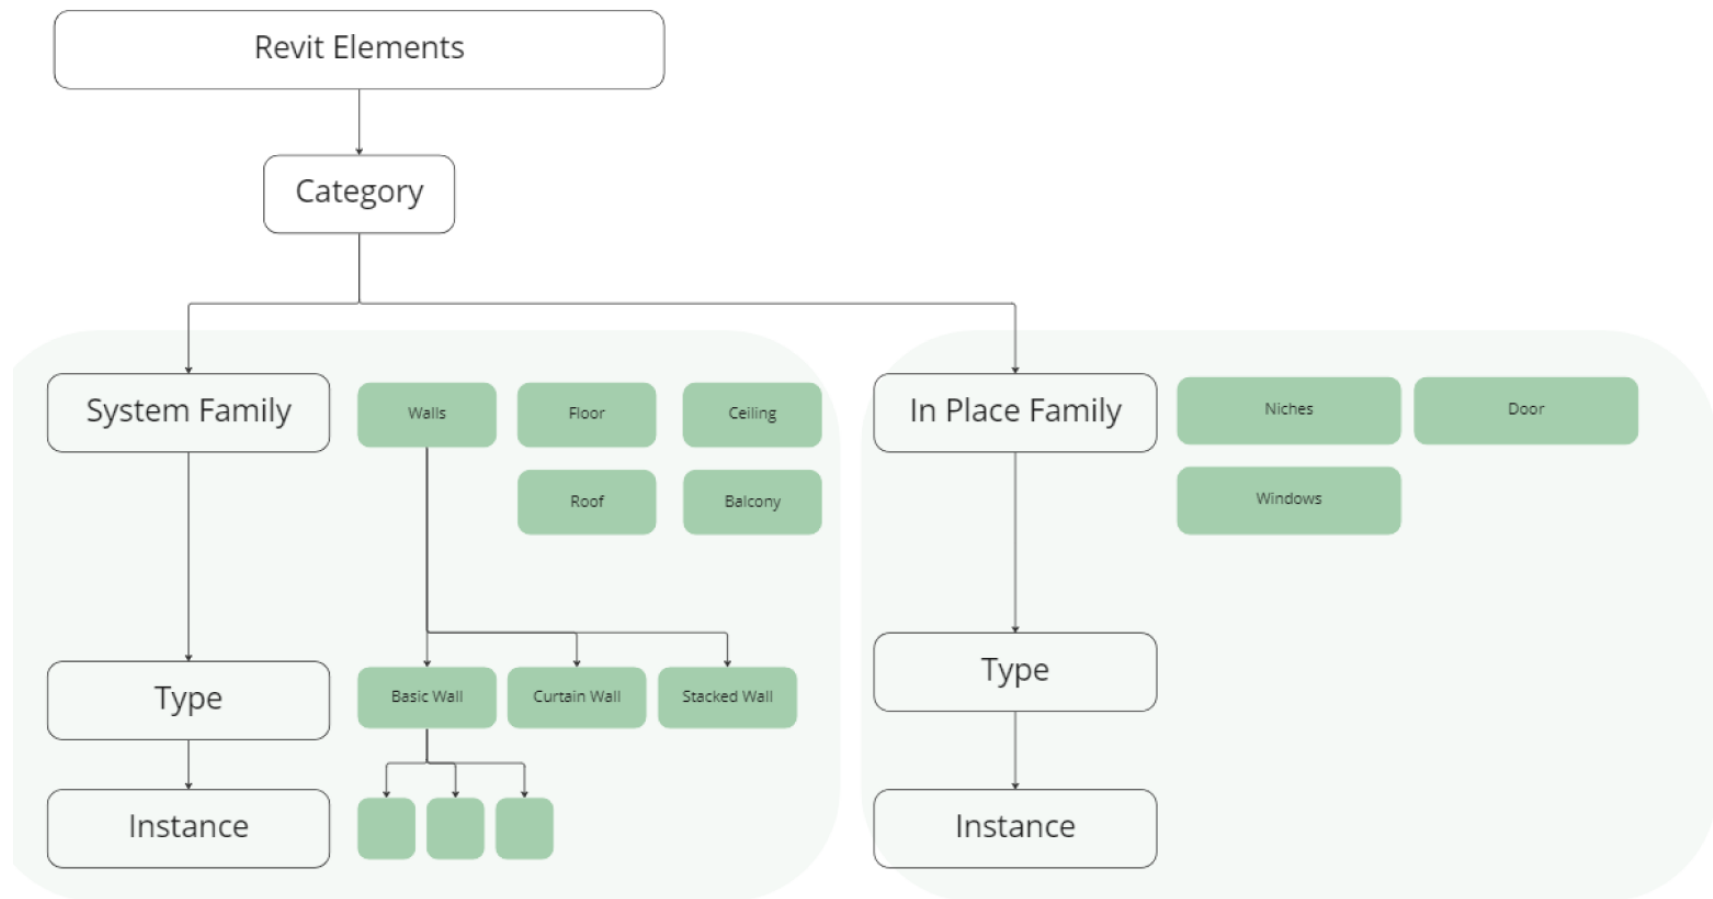 Revit Elements
Category
System Family
Walls
Floor
Ceiling
Roof
Balcony
In Place Family
Niches
Door
Windows
Type
Basic Wall
Curtain Wall
Stacked Wall
Type
Instance
Instance